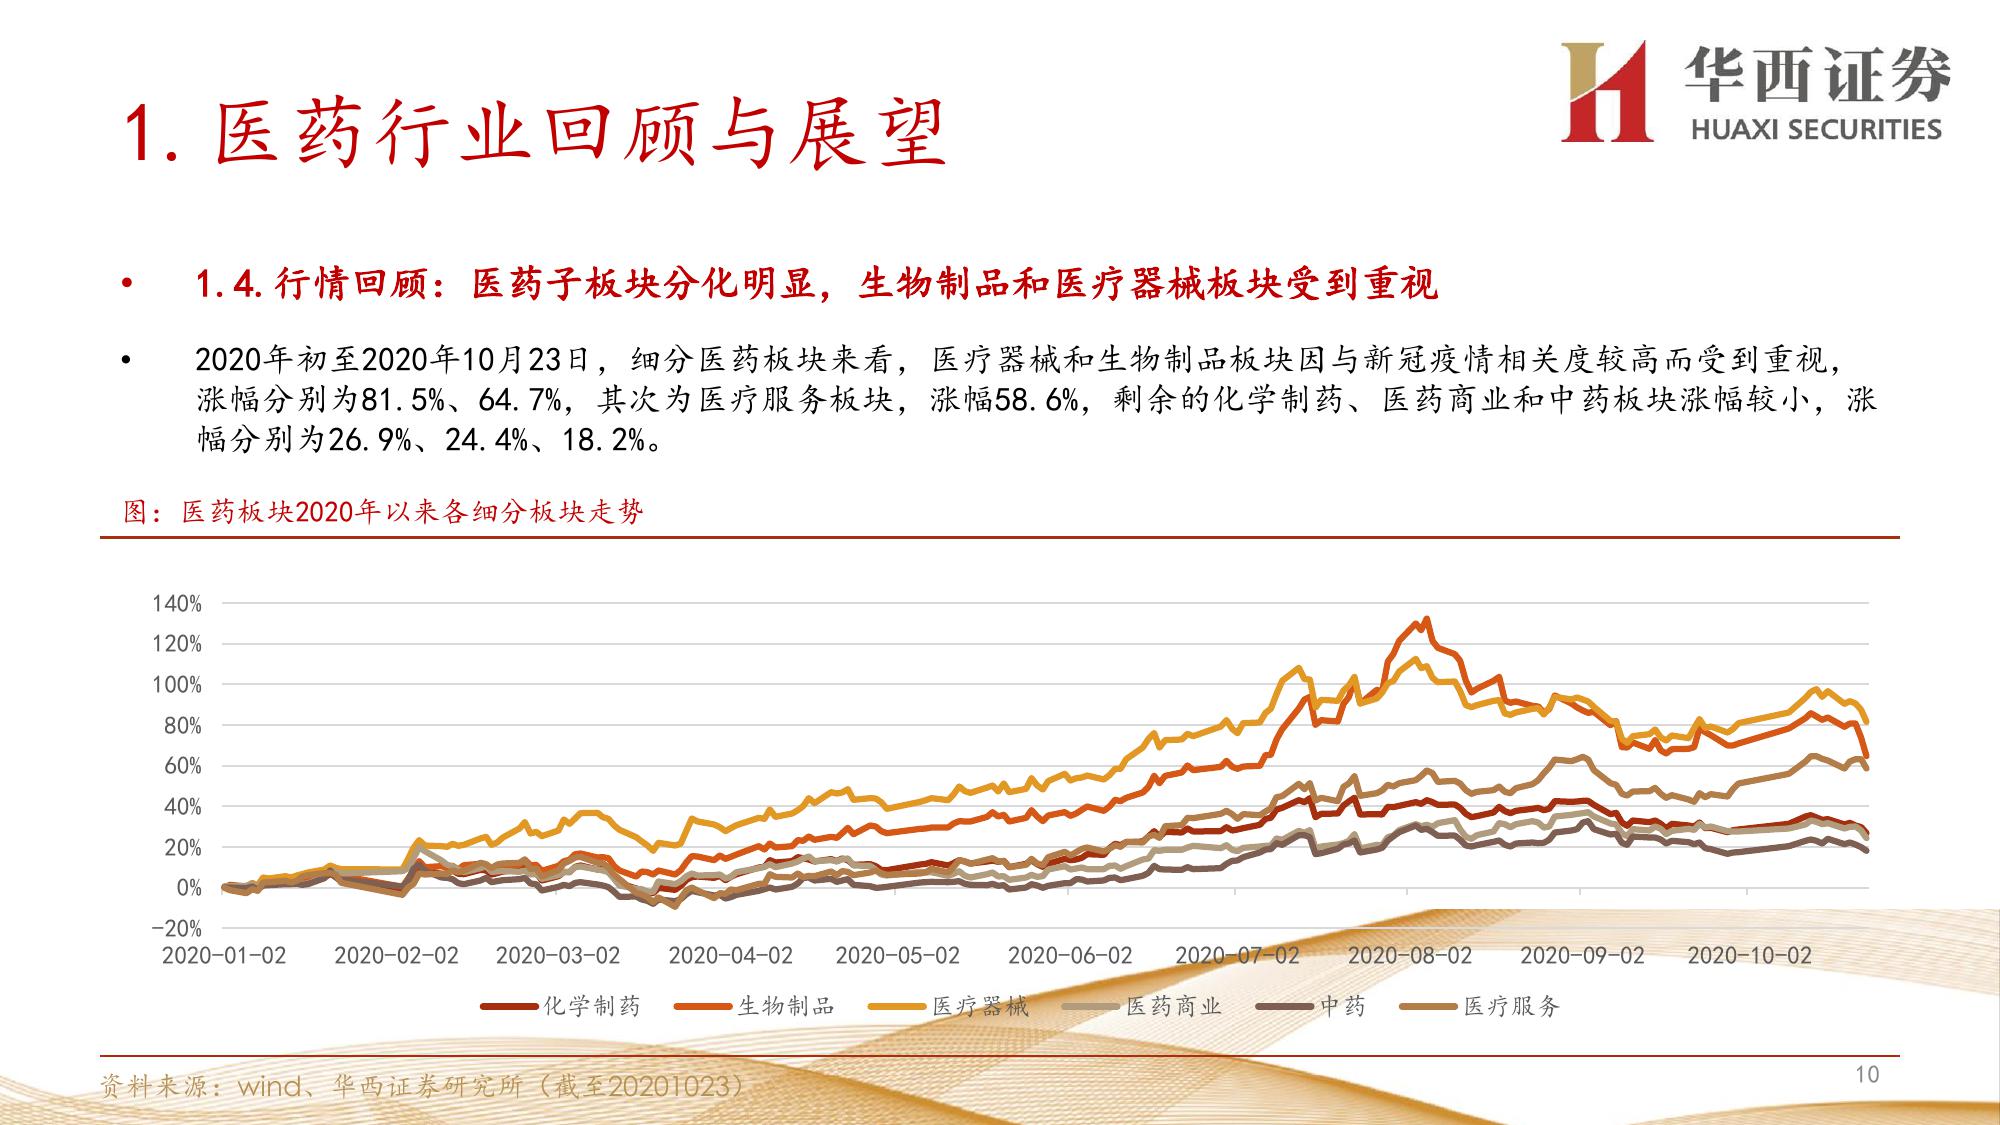 华西证券
HUAXI SECURITIES
1. 医药行业回顾与展望
• 1.4.行情回顾：医药子板块分化明显，生物制品和医疗器械板块受到重视
• 2020年初至2020年10月23日，细分医药板块来看，医疗器械和生物制品板块因与新冠疫情相关度较高而受到重视，
涨幅分别为81.5%、64.7%，其次为医疗服务板块，涨幅58.6%，剩余的化学制药、医药商业和中药板块涨幅较小，涨
幅分别为26.9%、24.4%、18.2%。
图：医药板块2020年以来各细分板块走势
140%
120%
100%
80%
60%
40%
20%
0%
-20%
2020-01-02 2020-02-02 2020-03-02 2020-04-02 2020-05-02 2020-06-02 2020-07-02 2020-08-02 2020-09-02 2020-10-02
化学制药 生物制品 医疗器械 医药商业 中药 医疗服务
资料来源：wind、华西证券研究所（截至20201023）
10